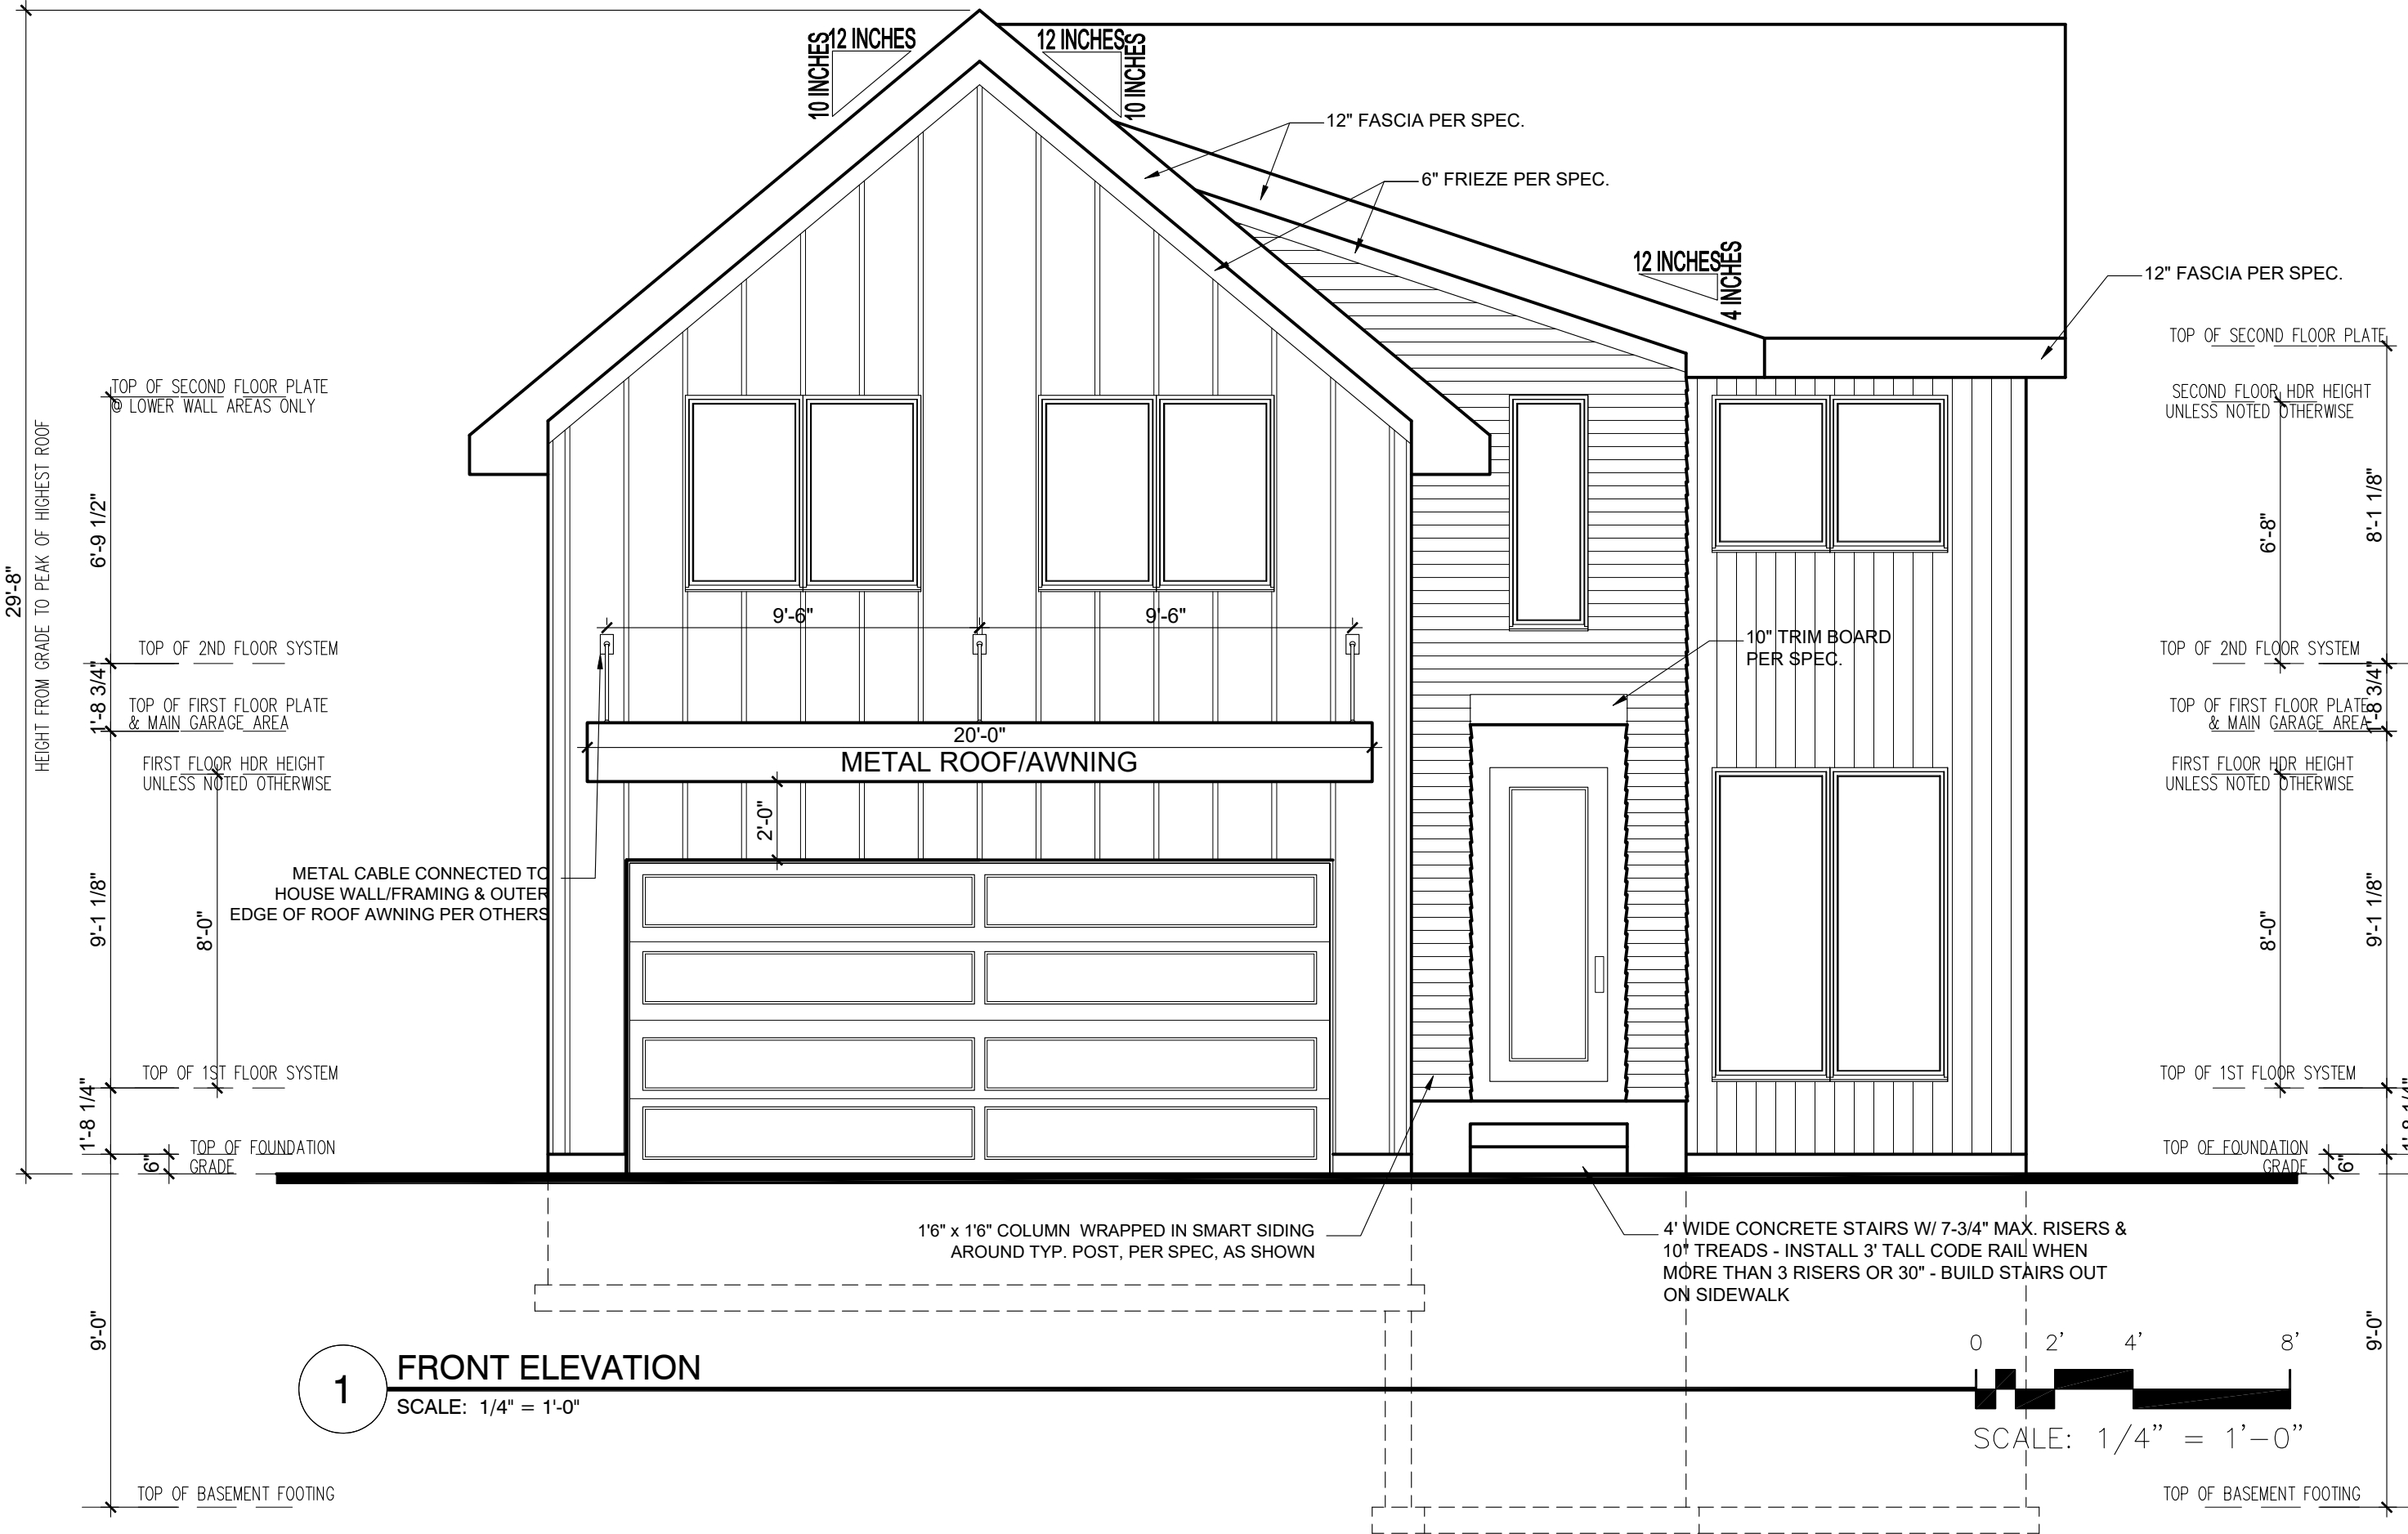 12 INCHES
10 INCHES
12 INCHES
10 INCHES
12" FASCIA PER SPEC.
6" FRIEZE PER SPEC.
12 INCHES
4 INCHES
12" FASCIA PER SPEC.
TOP OF SECOND FLOOR PLATE
@ LOWER WALL AREAS ONLY
TOP OF SECOND FLOOR PLATE
SECOND FLOOR HDR HEIGHT
UNLESS NOTED OTHERWISE
29'-8"
HEIGHT FROM GRADE TO PEAK OF HIGHEST ROOF
6'-9 1/2"
6'-8"
8'-1 1/8"
9'-6"
9'-6"
TOP OF 2ND FLOOR SYSTEM
10" TRIM BOARD
PER SPEC.
TOP OF 2ND FLOOR SYSTEM
1'-8 3/4"
TOP OF FIRST FLOOR PLATE
& MAIN GARAGE AREA
20'-0"
METAL ROOF/AWNING
TOP OF FIRST FLOOR PLATE
& MAIN GARAGE AREA
1'-8 3/4"
FIRST FLOOR HDR HEIGHT
UNLESS NOTED OTHERWISE
2'-0"
FIRST FLOOR HDR HEIGHT
UNLESS NOTED OTHERWISE
METAL CABLE CONNECTED TO
HOUSE WALL/FRAMING & OUTER
EDGE OF ROOF AWNING PER OTHERS
9'-1 1/8"
8'-0"
8'-0"
9'-1 1/8"
TOP OF 1ST FLOOR SYSTEM
TOP OF 1ST FLOOR SYSTEM
1'-8 1/4"
6"
TOP OF FOUNDATION
GRADE
TOP OF FOUNDATION
GRADE
6"
1'-8 1/4"
1'6" x 1'6" COLUMN WRAPPED IN SMART SIDING
AROUND TYP. POST, PER SPEC, AS SHOWN
4' WIDE CONCRETE STAIRS W/ 7-3/4" MAX. RISERS &
10" TREADS - INSTALL 3' TALL CODE RAIL WHEN
MORE THAN 3 RISERS OR 30" - BUILD STAIRS OUT
ON SIDEWALK
9'-0"
9'-0"
1
FRONT ELEVATION
SCALE: 1/4" = 1'-0"
0 2' 4' 8'
SCALE: 1/4" = 1'-0"
TOP OF BASEMENT FOOTING
TOP OF BASEMENT FOOTING